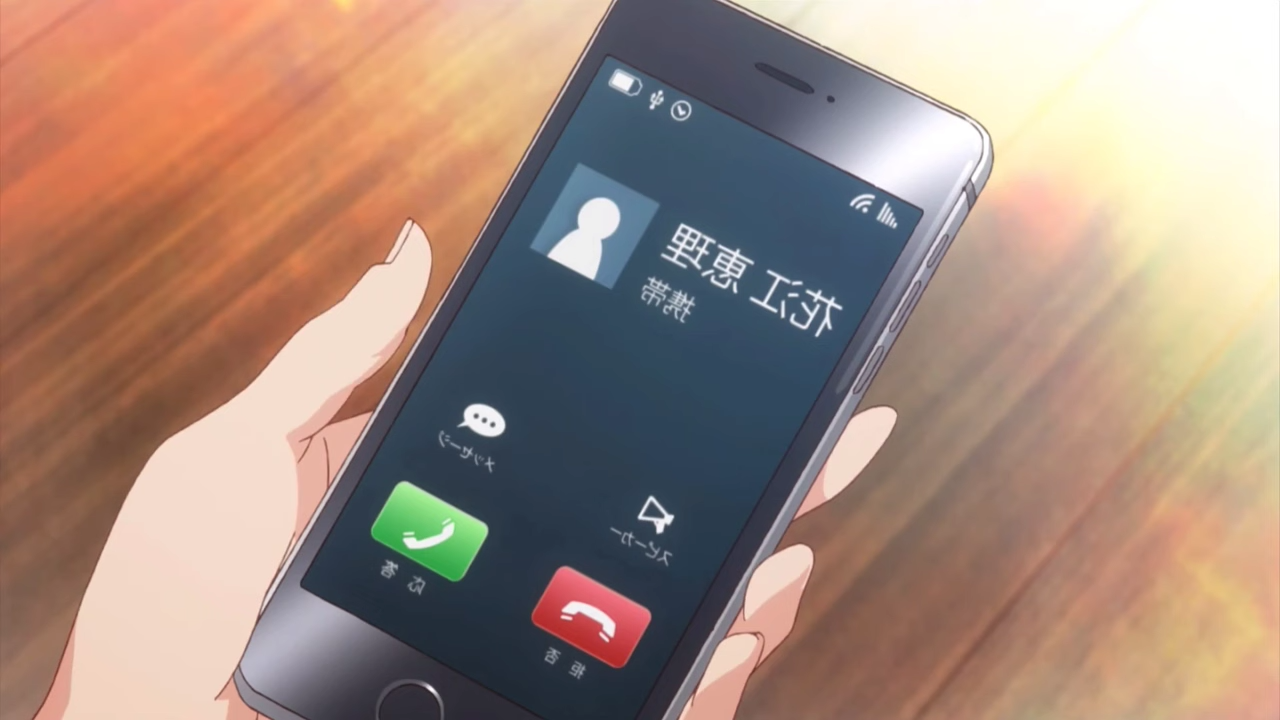 花江 恵理
携帯
メッセージ
スピーカー
応答
拒否